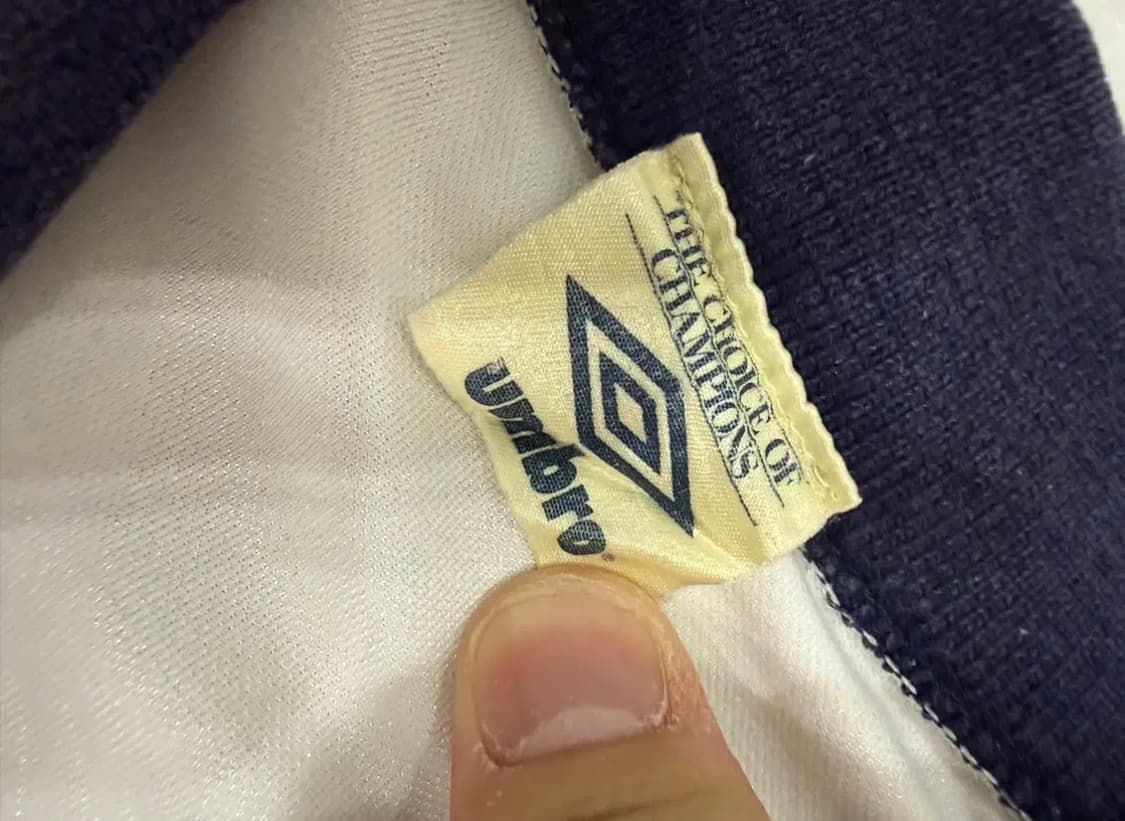 THE CHOICE OF
CHAMPIONS
umbro